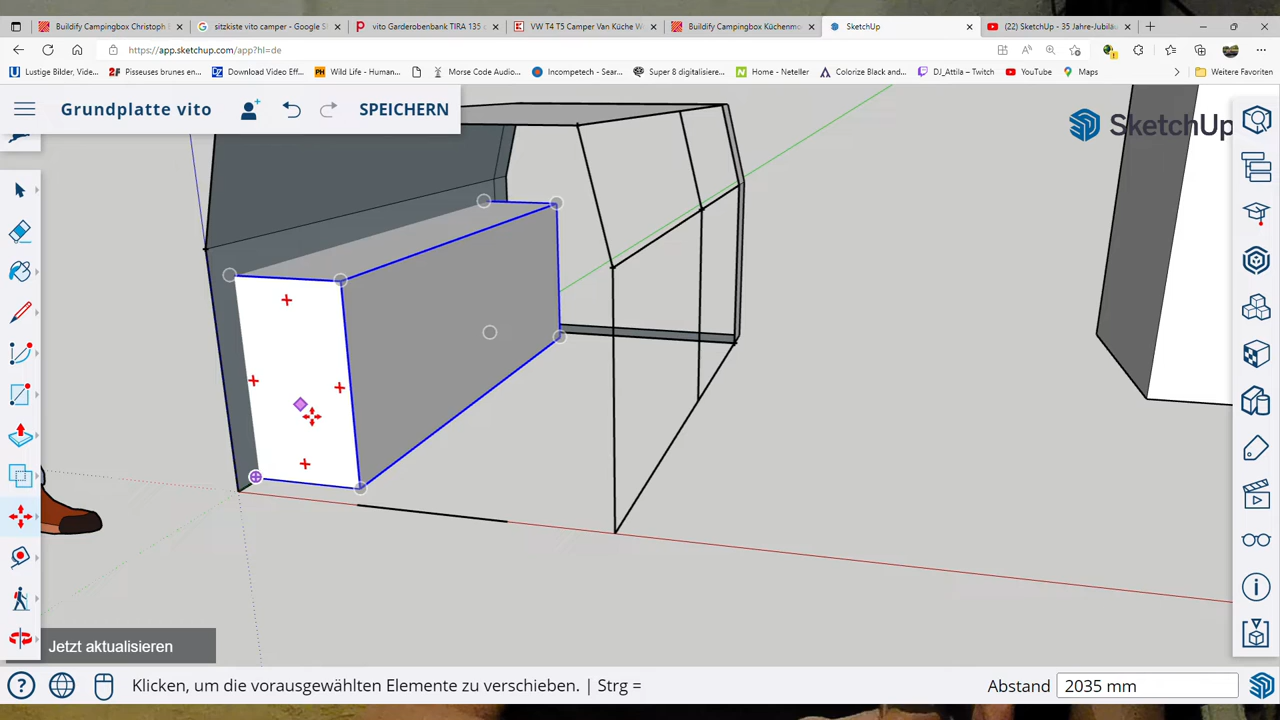 Buildify Campingbox Christoph |
sitzkiste vito camper - Google S
vito Garderobenbank TIRA 135 c
VW T4 T5 Camper Van Küche W
Buildify Campingbox Küchenmo
SketchUp
(22) SketchUp - 35 Jahre-Jubilä
https://app.sketchup.com/app?hl=de
Lustige Bilder, Vide...
Pisseuses brunes en...
Download Video Eff...
Wild Life - Human...
Morse Code Audio...
Incompetech - Sear...
Super 8 digitalisiere...
Home - Neteller
Colorize Black and...
DJ_Attila – Twitch
YouTube
Maps
Weitere Favoriten
Grundplatte vito
SPEICHERN
SketchUp
Jetzt aktualisieren
Klicken, um die vorausgewählten Elemente zu verschieben. | Strg =
Abstand
2035 mm